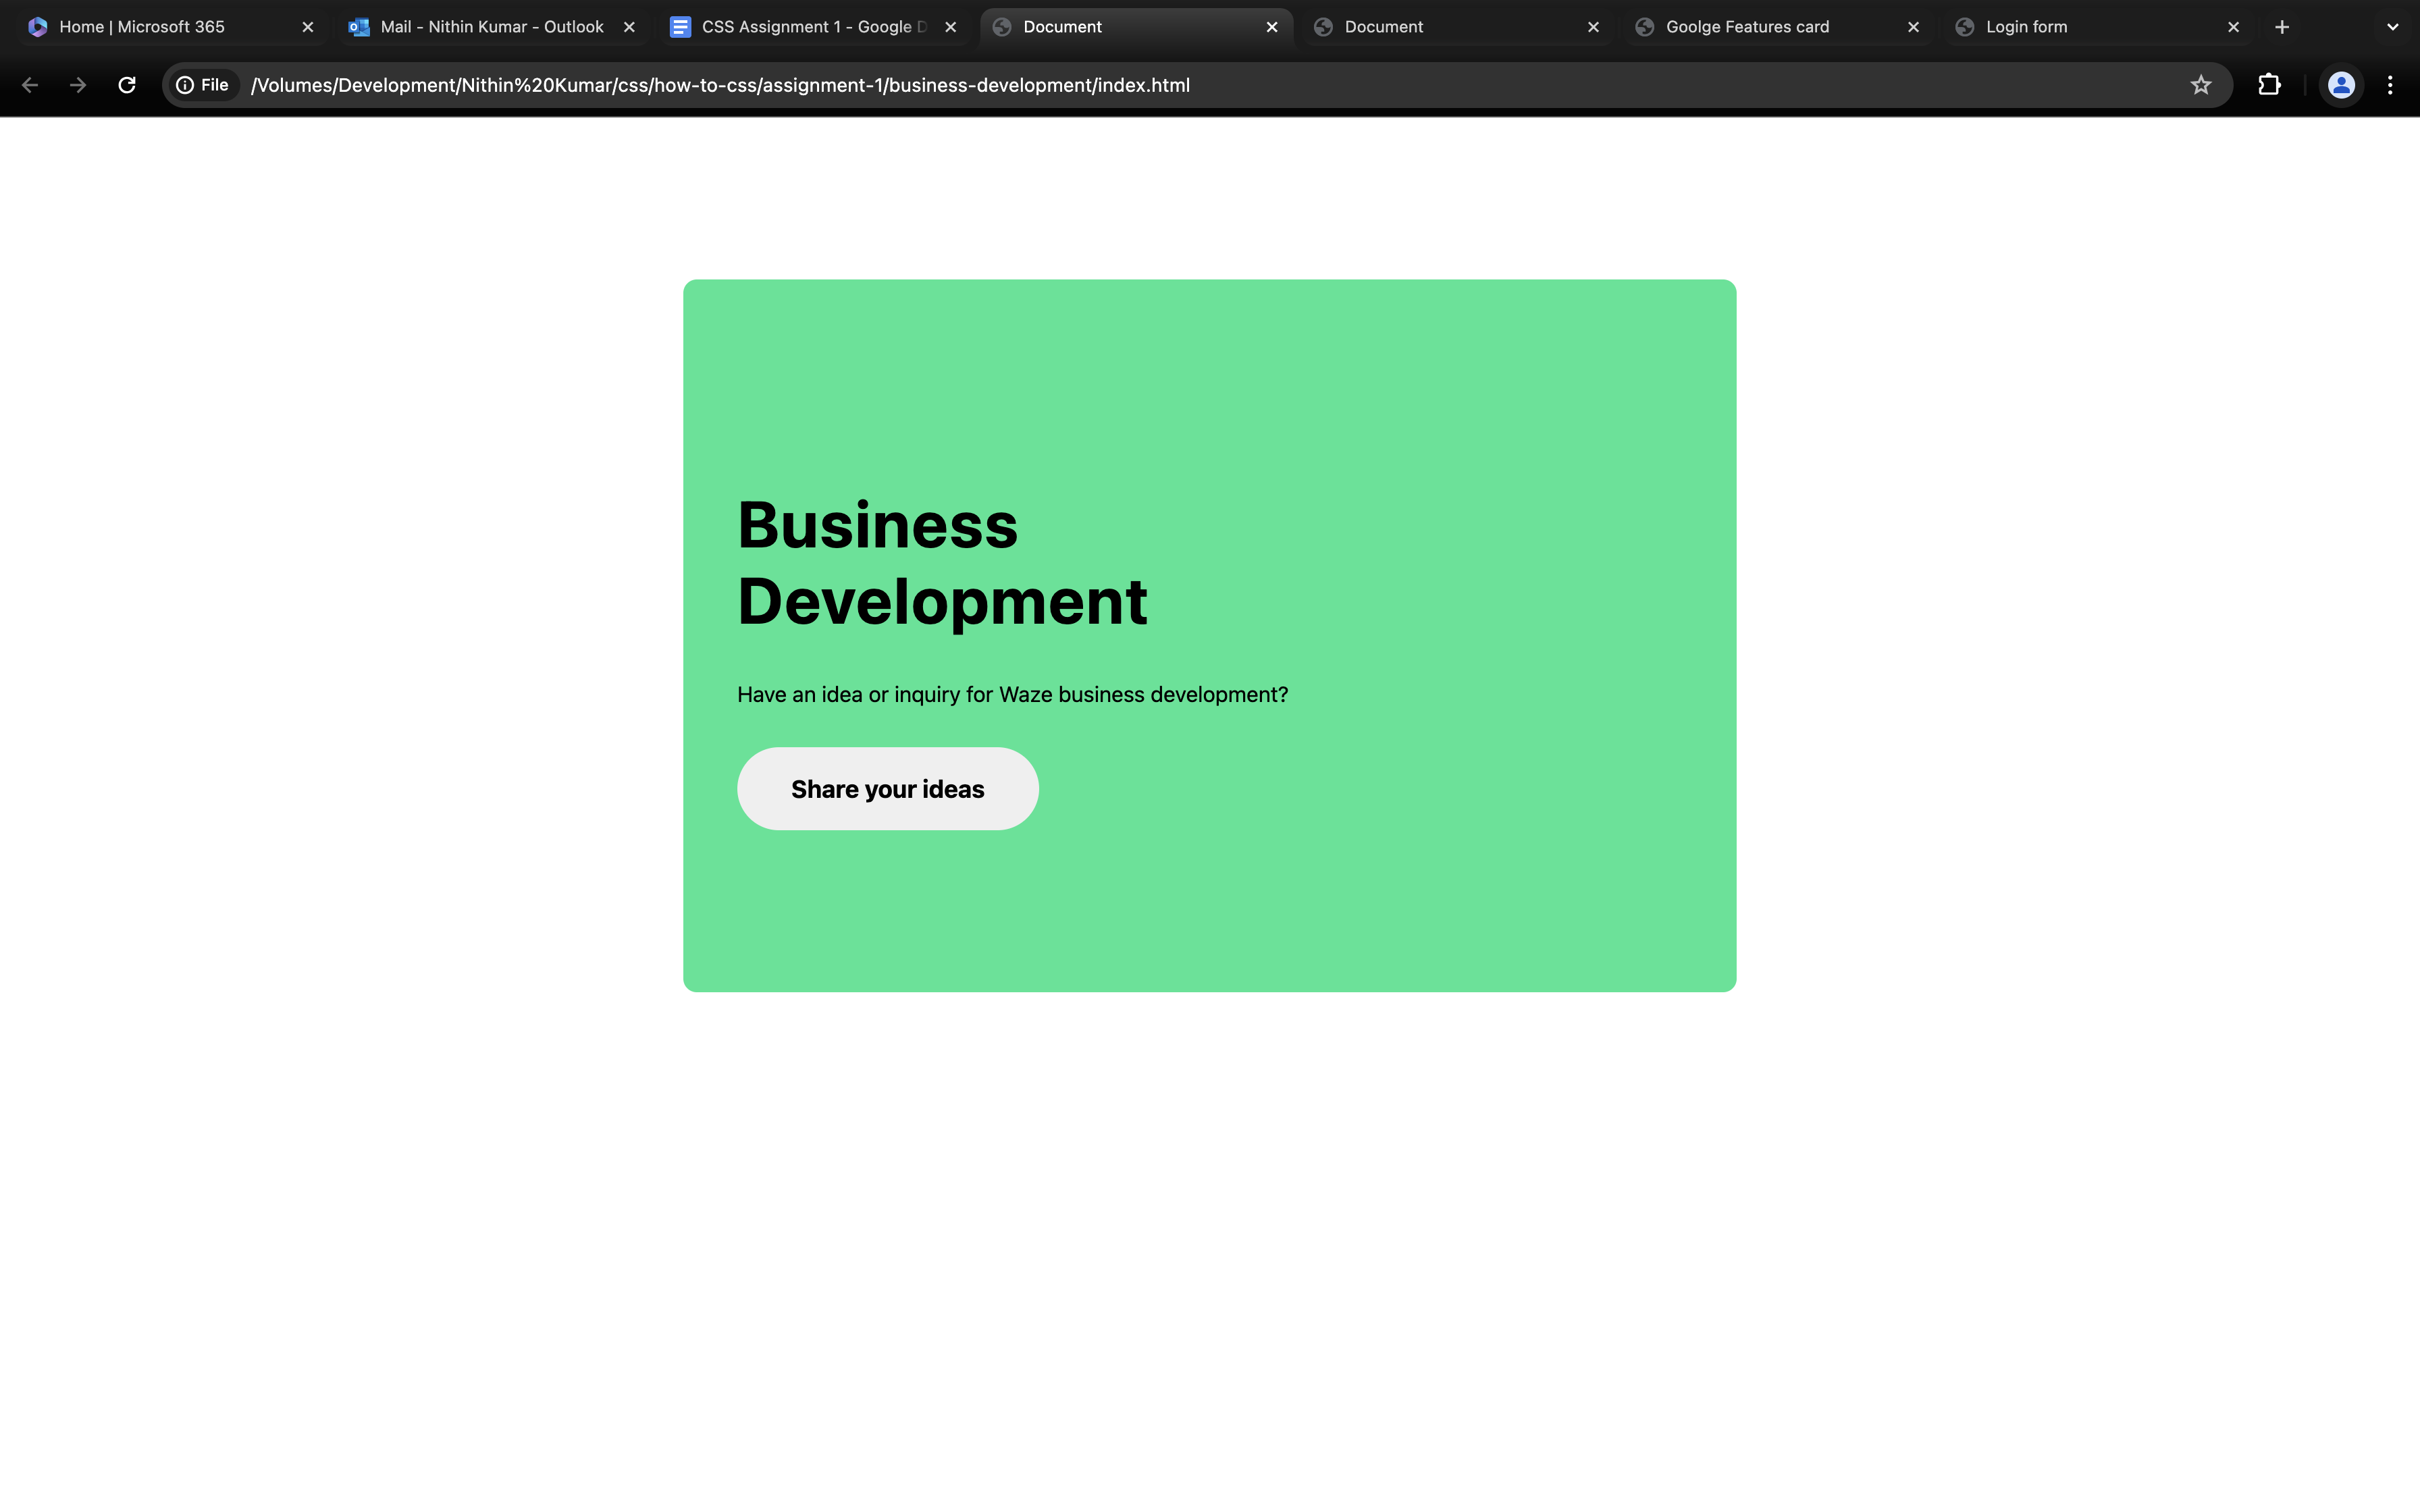 Home | Microsoft 365
Mail - Nithin Kumar - Outlook
CSS Assignment 1 - Google D
Document
Document
Goolge Features card
Login form
File /Volumes/Development/Nithin%20Kumar/css/how-to-css/assignment-1/business-development/index.html
Business
Development
Have an idea or inquiry for Waze business development?
Share your ideas